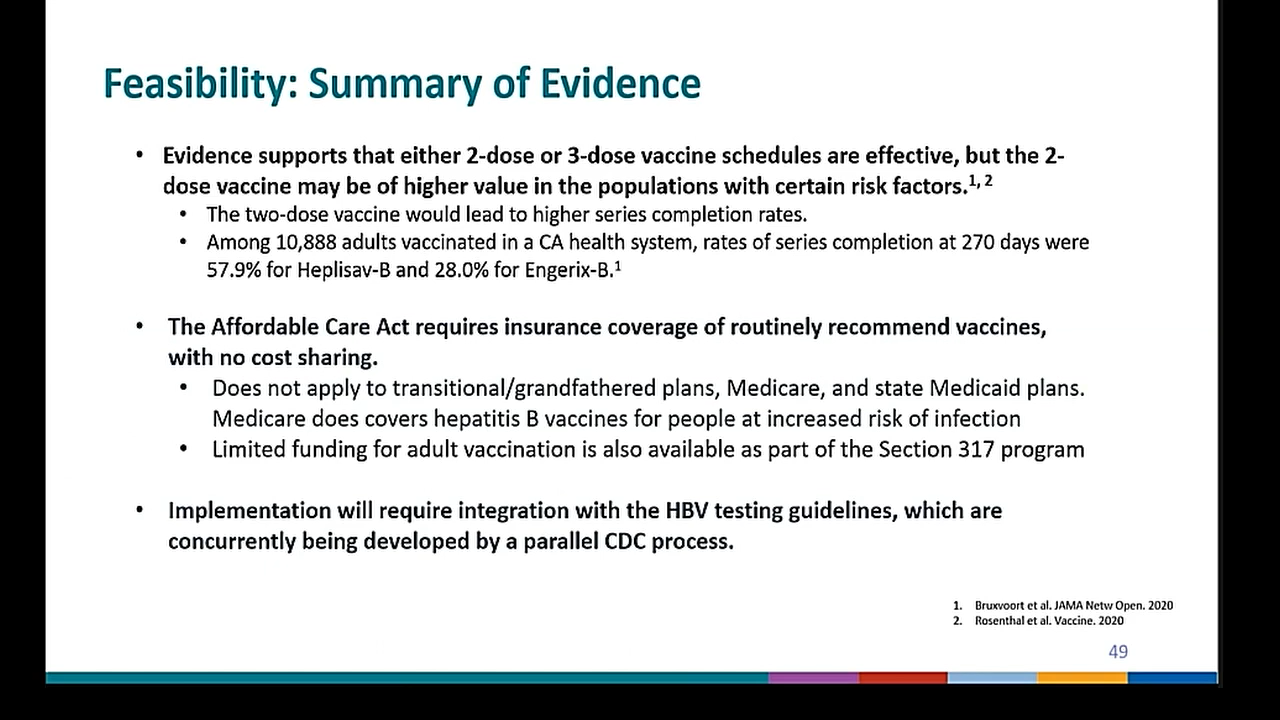 Feasibility: Summary of Evidence
• Evidence supports that either 2-dose or 3-dose vaccine schedules are effective, but the 2-
dose vaccine may be of higher value in the populations with certain risk factors.1, 2
• The two-dose vaccine would lead to higher series completion rates.
• Among 10,888 adults vaccinated in a CA health system, rates of series completion at 270 days were
57.9% for Heplisav-B and 28.0% for Engerix-B.1
• The Affordable Care Act requires insurance coverage of routinely recommend vaccines,
with no cost sharing.
• Does not apply to transitional/grandfathered plans, Medicare, and state Medicaid plans.
Medicare does covers hepatitis B vaccines for people at increased risk of infection
• Limited funding for adult vaccination is also available as part of the Section 317 program
• Implementation will require integration with the HBV testing guidelines, which are
concurrently being developed by a parallel CDC process.
1. Bruxvoort et al. JAMA Netw Open. 2020
2. Rosenthal et al. Vaccine. 2020
49